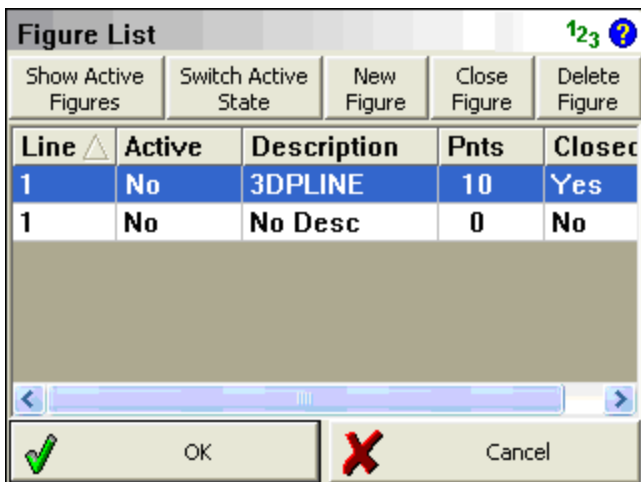 Figure List 123 ?
Show Active Figures Switch Active State New Figure Close Figure Delete Figure
Line Active Description Pnts Closed
1 No 3DPLINE 10 Yes
1 No No Desc 0 No
OK Cancel